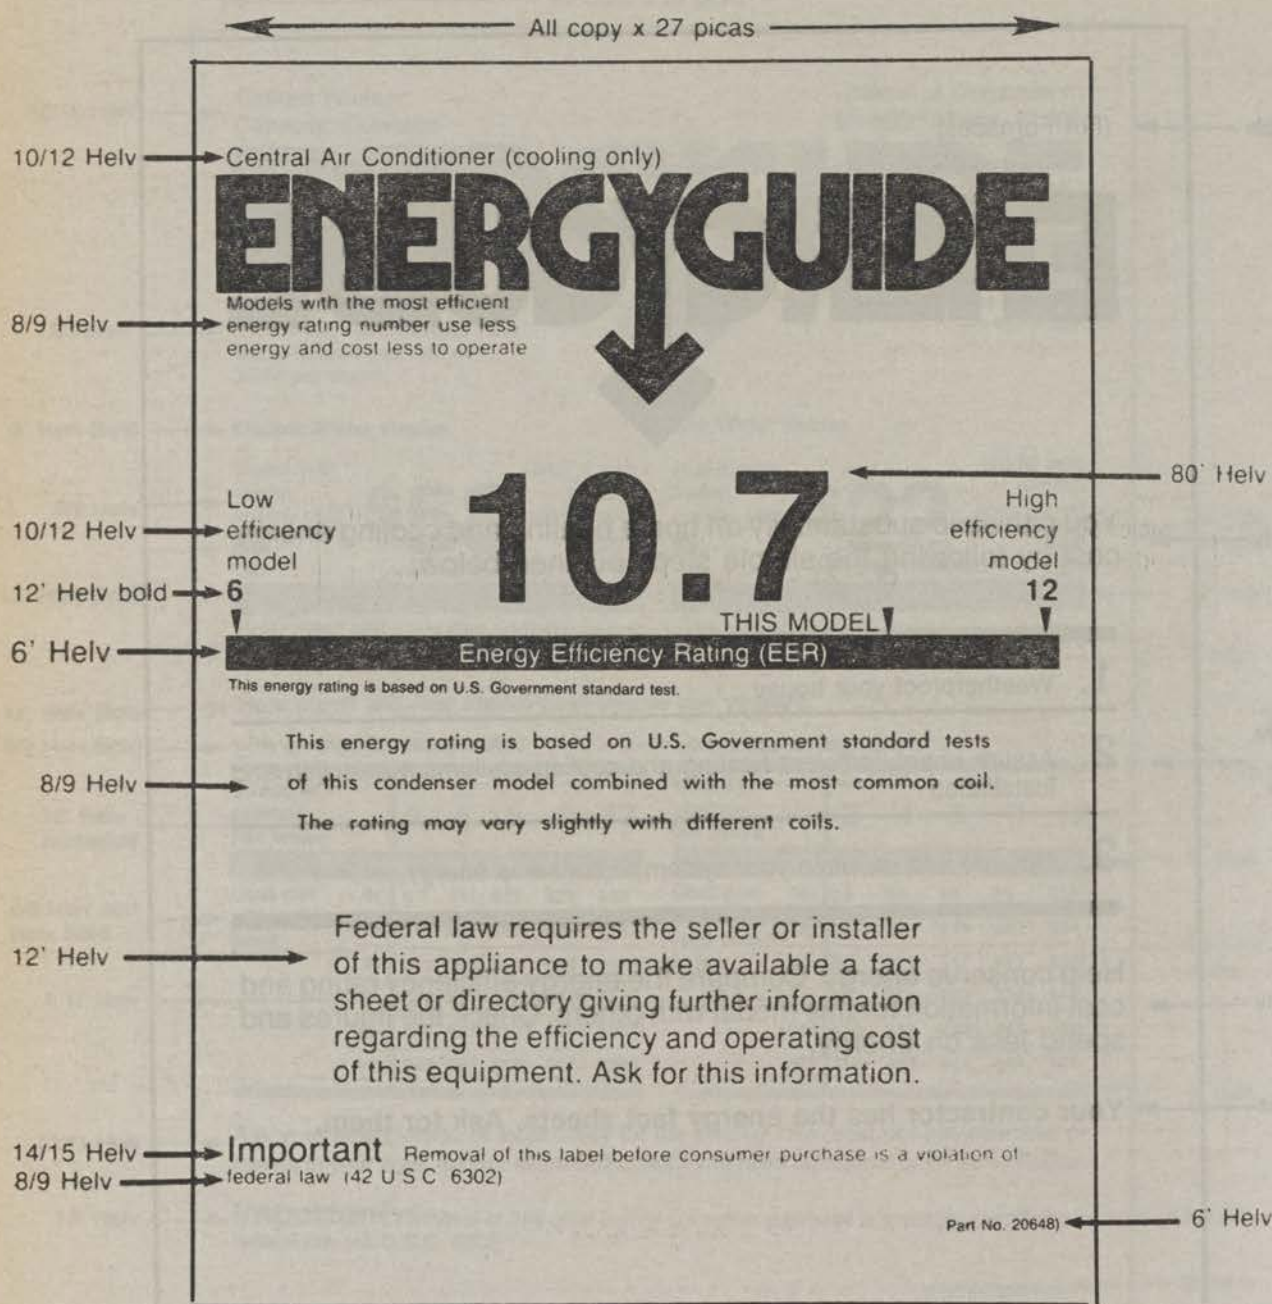 All copy x 27 picas
10/12 Helv Central Air Conditioner (cooling only)
ENERGYGUIDE
8/9 Helv
Models with the most efficient
energy rating number use less
energy and cost less to operate
10.7
80' Helv
10/12 Helv
Low
efficiency
model
High
efficiency
model
12' Helv bold 6
12
THIS MODEL
6' Helv Energy Efficiency Rating (EER)
This energy rating is based on U.S. Government standard test.
This energy rating is based on U.S. Government standard tests
8/9 Helv of this condenser model combined with the most common coil.
The rating may vary slightly with different coils.
Federal law requires the seller or installer
12' Helv of this appliance to make available a fact
sheet or directory giving further information
regarding the efficiency and operating cost
of this equipment. Ask for this information.
14/15 Helv Important Removal of this label before consumer purchase is a violation of
8/9 Helv federal law (42 U S C 6302)
Part No. 20648) 6' Helv